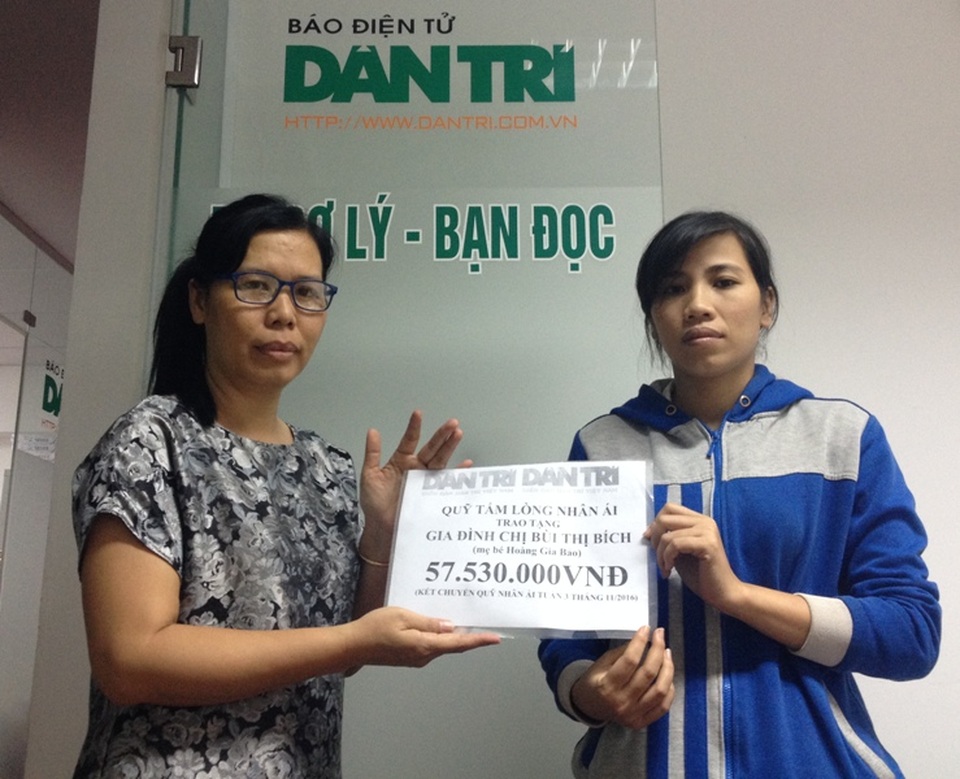 BÁO ĐIỆN TỬ
DÂN TRÍ
HTTP://WWW.DANTRI.COM.VN
LÝ - BẠN ĐỌC
BÁO
DÂN TRÍ DÂN TRÍ
QUỸ TẤM LÒNG NHÂN ÁI
TRAO TẶNG
GIA ĐÌNH CHỊ BÙI THỊ BÍCH
(mẹ bé Hoàng Gia Bảo)
57.530.000VNĐ
(KẾT CHUYỂN QUỸ NHÂN ÁI TUẦN 3 THÁNG 11/2016)